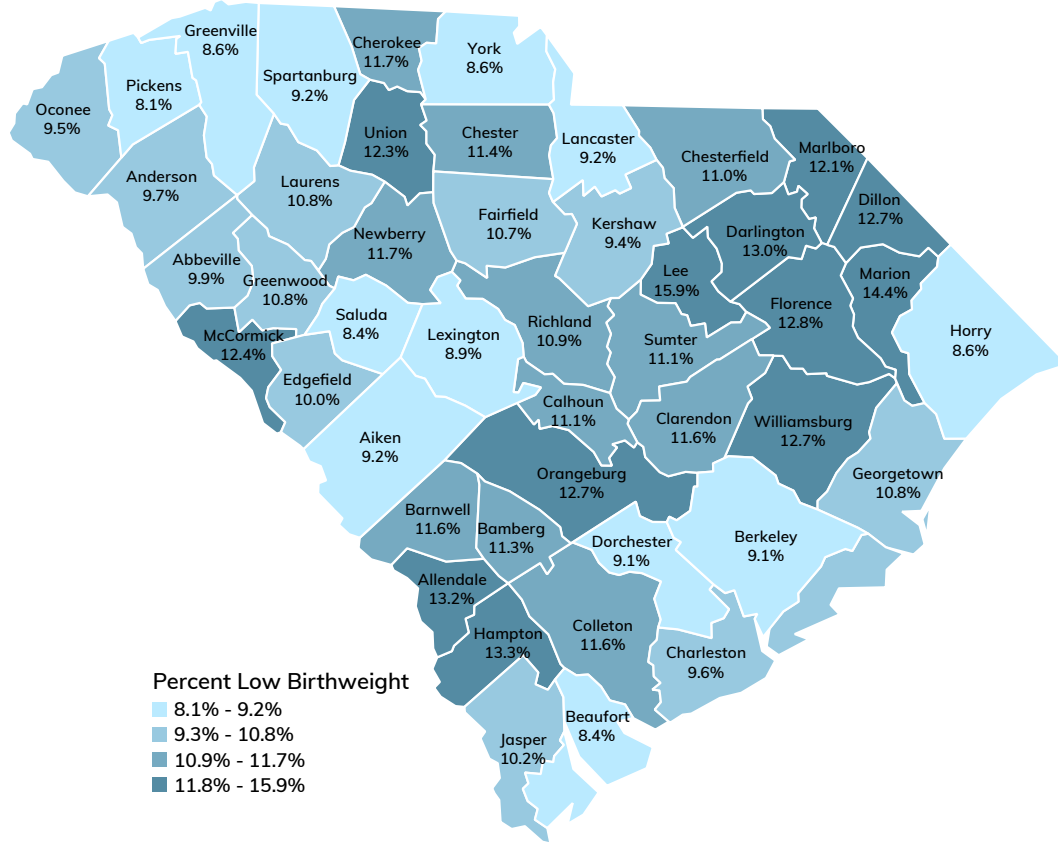 Greenville
8.6%
Cherokee
11.7%
York
8.6%
Spartanburg
9.2%
Pickens
8.1%
Oconee
9.5%
Union
12.3%
Chester
11.4%
Lancaster
9.2%
Chesterfield
11.0%
Marlboro
12.1%
Anderson
9.7%
Laurens
10.8%
Dillon
12.7%
Fairfield
10.7%
Kershaw
9.4%
Darlington
13.0%
Newberry
11.7%
Abbeville
9.9%
Greenwood
10.8%
Lee
15.9%
Marion
14.4%
Florence
12.8%
Saluda
8.4%
Richland
10.9%
McCormick
12.4%
Lexington
8.9%
Sumter
11.1%
Horry
8.6%
Edgefield
10.0%
Calhoun
11.1%
Clarendon
11.6%
Williamsburg
12.7%
Aiken
9.2%
Orangeburg
12.7%
Georgetown
10.8%
Barnwell
11.6%
Bamberg
11.3%
Dorchester
9.1%
Berkeley
9.1%
Allendale
13.2%
Hampton
13.3%
Colleton
11.6%
Charleston
9.6%
Beaufort
8.4%
Jasper
10.2%
Percent Low Birthweight
8.1% - 9.2%
9.3% - 10.8%
10.9% - 11.7%
11.8% - 15.9%